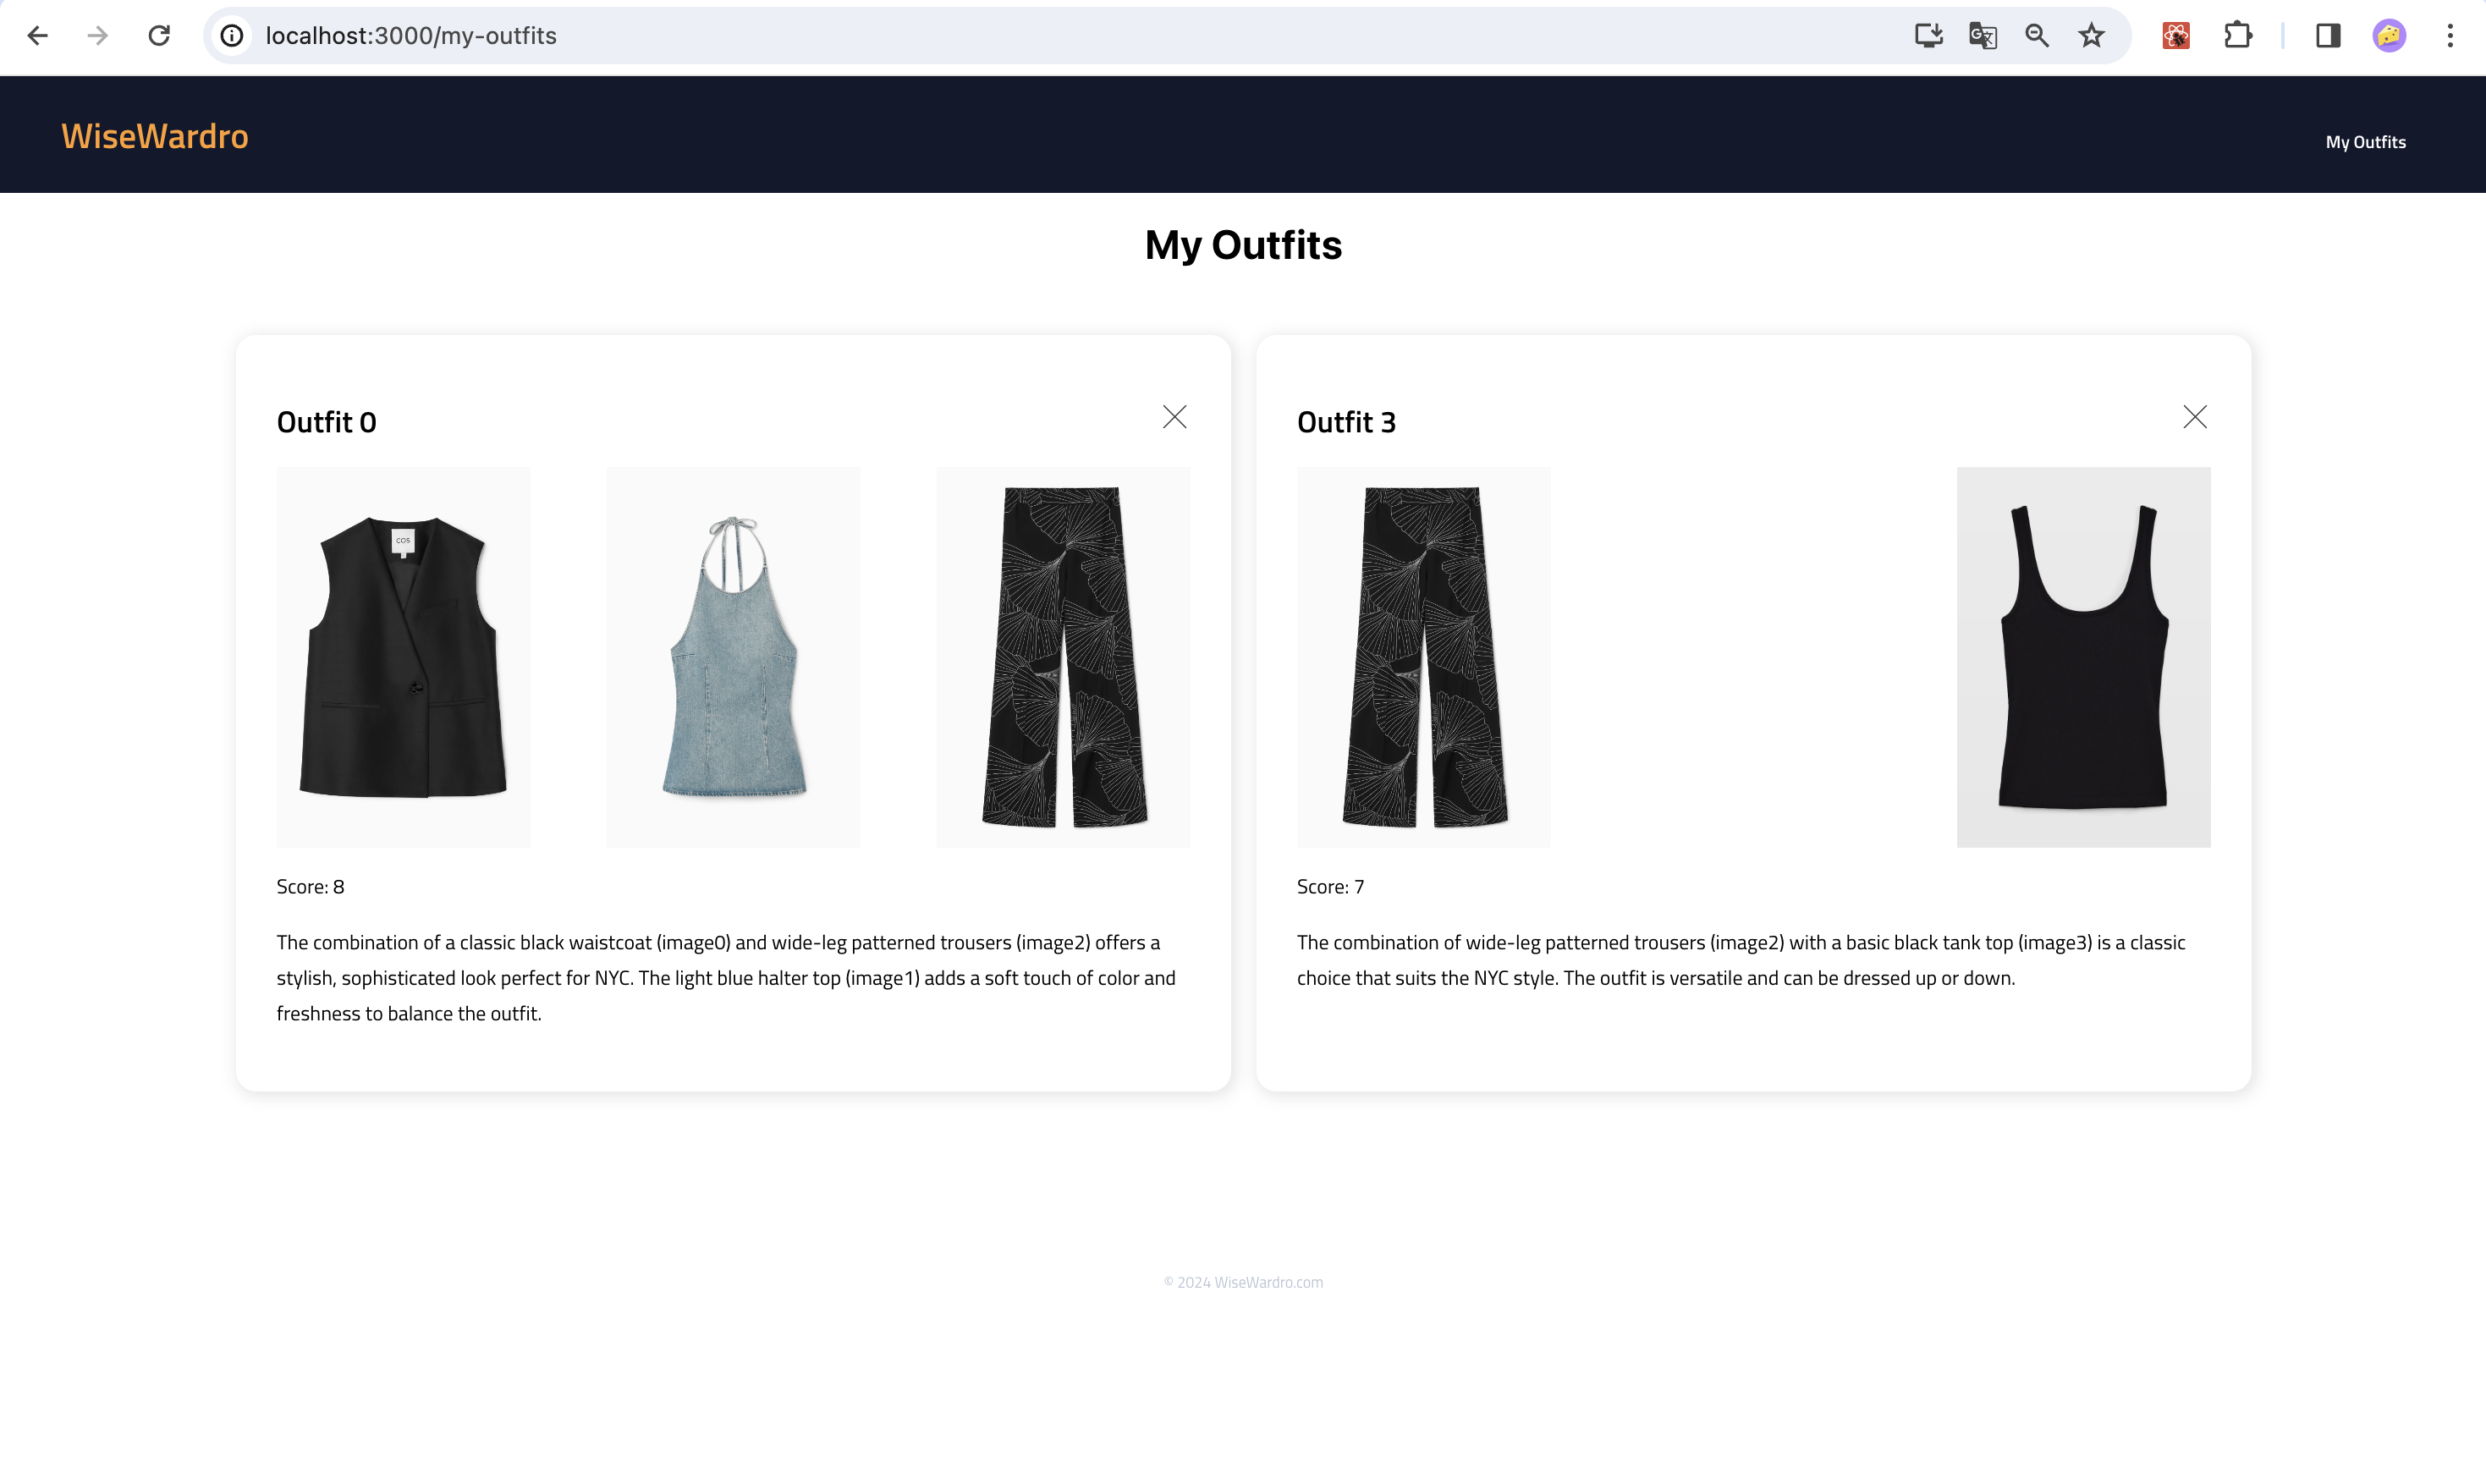 localhost:3000/my-outfits
WiseWardro
My Outfits
My Outfits
Outfit 0
COS
Score: 8
The combination of a classic black waistcoat (image0) and wide-leg patterned trousers (image2) offers a
stylish, sophisticated look perfect for NYC. The light blue halter top (image1) adds a soft touch of color and
freshness to balance the outfit.
Outfit 3
Score: 7
The combination of wide-leg patterned trousers (image2) with a basic black tank top (image3) is a classic
choice that suits the NYC style. The outfit is versatile and can be dressed up or down.
© 2024 WiseWardro.com